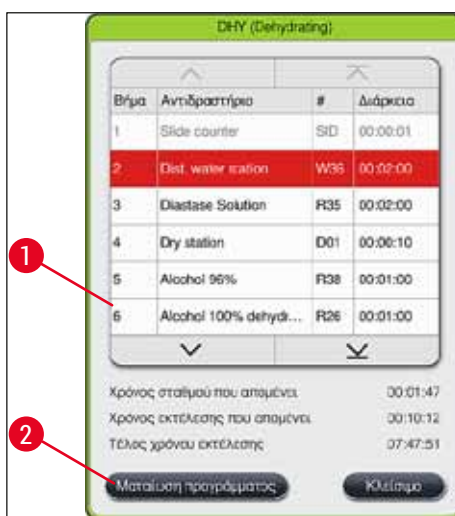 DHY (Dehydrating)
Βήμα Αντιδραστήριο # Διάρκεια
1 Slide counter SID 00:00:01
2 Dist. water station W36 00:02:00
3 Diastase Solution R35 00:02:00
4 Dry station D01 00:00:10
1
5 Alcohol 96% R38 00:01:00
6 Alcohol 100% dehydr... R26 00:01:00
Χρόνος σταθμού που απομένει 00:01:47
Χρόνος εκτέλεσης που απομένει 00:10:12
2
Τέλος χρόνου εκτέλεσης 07:47:51
Ματαίωση προγράμματος Κλείσιμο